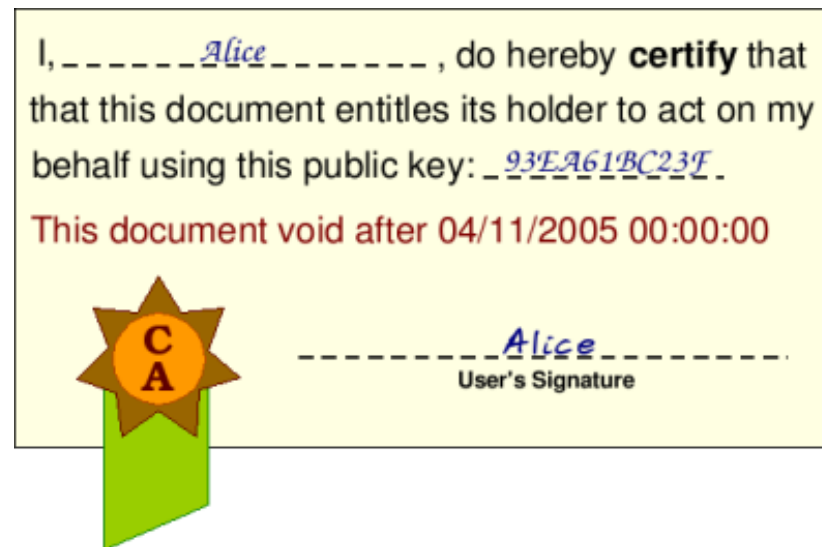 I, Alice, do hereby certify that
that this document entitles its holder to act on my
behalf using this public key: 93EA61BC23F.
This document void after 04/11/2005 00:00:00
C
A
Alice
User's Signature